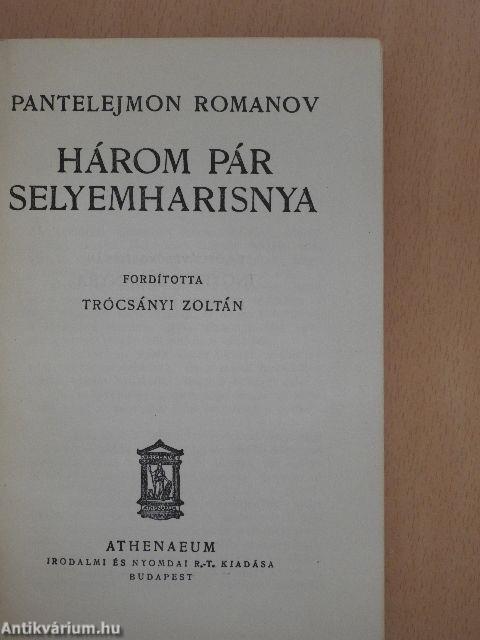 PANTELEJMON ROMANOV
HÁROM PÁR
SELYEMHARISNYA
FORDÍTOTTA
TRÓCSÁNYI ZOLTÁN
ATHENAEUM
IRODALMI ÉS NYOMDAI R.-T. KIADÁSA
BUDAPEST
Antikvárium.hu